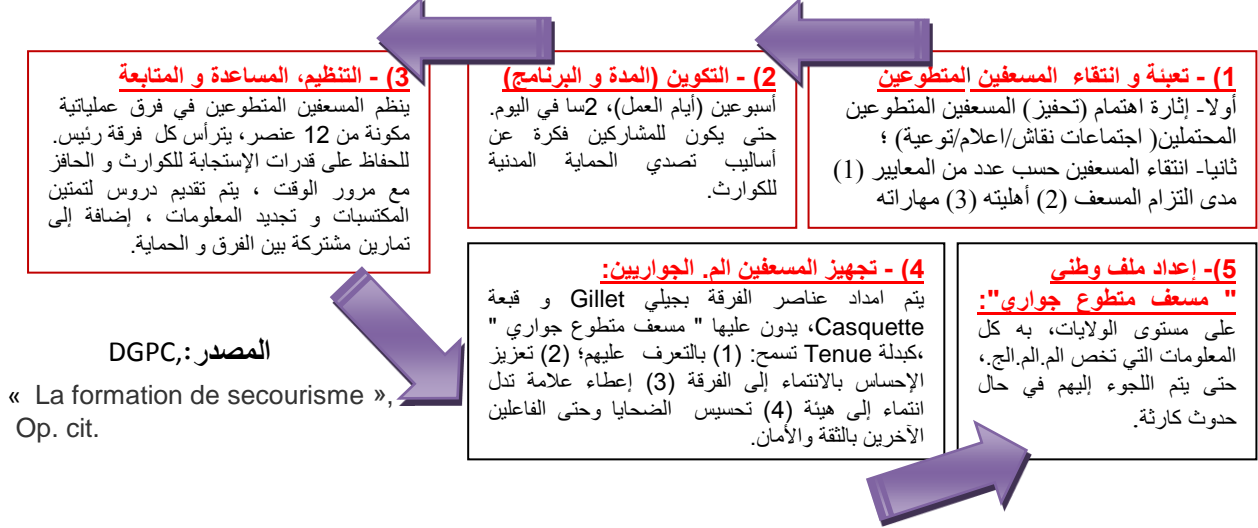 1) - تعبئة و انتقاء المسعفين المتطوعين
أولا- إثارة اهتمام (تحفيز) المسعفين المتطوعين
المحتملين( اجتماعات نقاش/اعلام/توعية) ؛
ثانيا- انتقاء المسعفين حسب عدد من المعايير (1)
مدى التزام المسعف (2) أهليته (3) مهاراته
2) - التكوين (المدة و البرنامج)
أسبوعين (أيام العمل)، 2سا في اليوم.
حتى يكون للمشاركين فكرة عن
أساليب تصدي الحماية المدنية
للكوارث.
3) - التنظيم، المساعدة و المتابعة
ينظم المسعفين المتطوعين في فرق عملياتية
مكونة من 12 عنصر، يترأس كل فرقة رئيس.
للحفاظ على قدرات الإستجابة للكوارث و الحافز
مع مرور الوقت ، يتم تقديم دروس لتمتين
المكتسبات و تجديد المعلومات ، إضافة إلى
تمارين مشتركة بين الفرق و الحماية.
4) - تجهيز المسعفين الم. الجواريين:
يتم امداد عناصر الفرقة بجيلي Gillet و قبعة
Casquette، يدون عليها " مسعف متطوع جواري "
،كبدلة Tenue تسمح: (1) بالتعرف عليهم؛ (2) تعزيز
الإحساس بالانتماء إلى الفرقة (3) إعطاء علامة تدل
انتماء إلى هيئة (4) تحسيس الضحايا وحتى الفاعلين
الآخرين بالثقة والأمان.
5)- إعداد ملف وطني
" مسعف متطوع جواري":
على مستوى الولايات، به كل
المعلومات التي تخص الم.الم.الج.،
حتى يتم اللجوء إليهم في حال
حدوث كارثة.
المصدر :DGPC,
« La formation de secourisme »,
Op. cit.